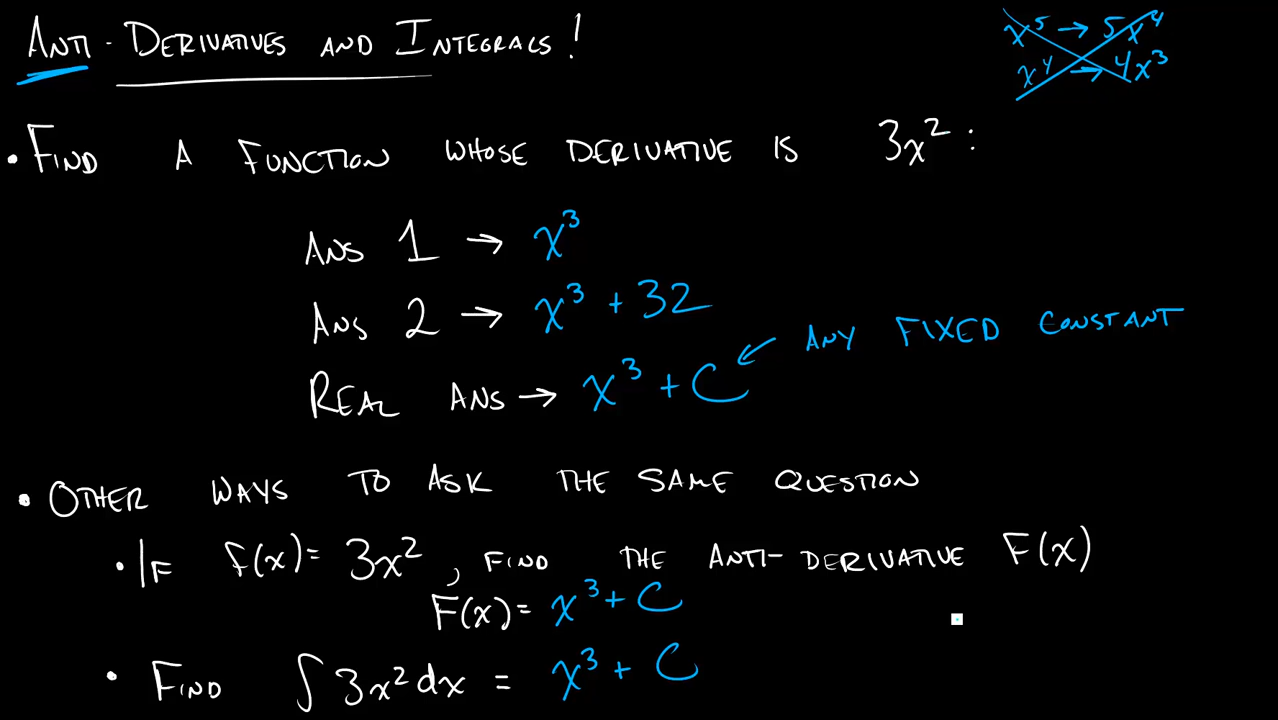 ANTI-DERIVATIVES AND INTEGRALS!
x⁵ → 5x⁴
x⁴ → 4x³
• FIND A FUNCTION WHOSE DERIVATIVE IS 3x²:
ANS 1 → x³
ANS 2 → x³ + 32
REAL ANS → x³ + C
ANY FIXED CONSTANT
• OTHER WAYS TO ASK THE SAME QUESTION
• IF f(x) = 3x², FIND THE ANTI-DERIVATIVE F(x)
F(x) = x³ + C
• FIND ∫ 3x² dx = x³ + C